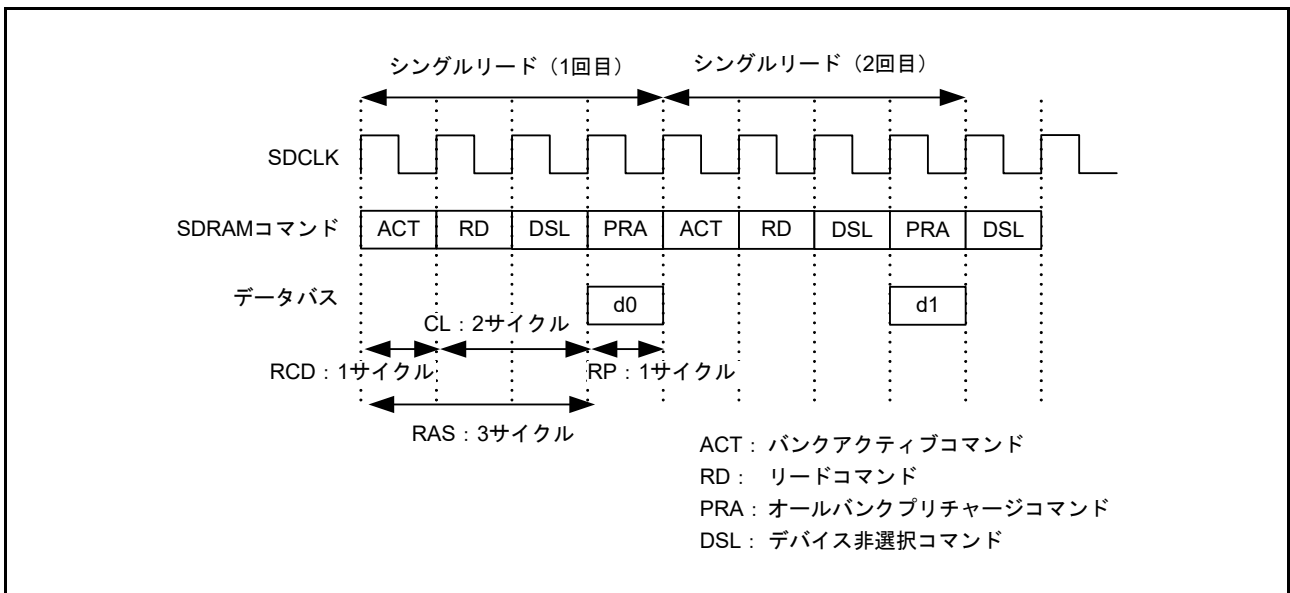 シングルリード（1回目） シングルリード（2回目）
SDCLK
SDRAMコマンド ACT RD DSL PRA ACT RD DSL PRA DSL
データバス d0 d1
CL：2サイクル
RCD：1サイクル RP：1サイクル
RAS：3サイクル
ACT： バンクアクティブコマンド
RD： リードコマンド
PRA：オールバンクプリチャージコマンド
DSL： デバイス非選択コマンド